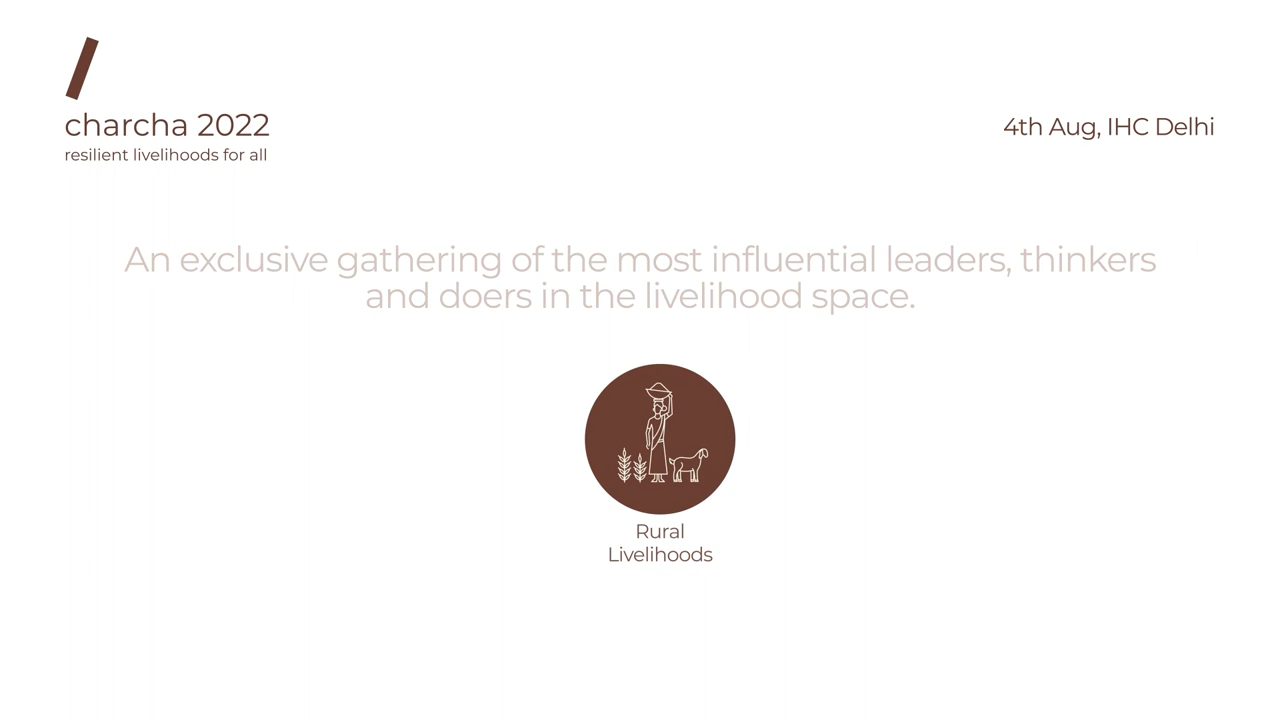 charcha 2022
resilient livelihoods for all
4th Aug, IHC Delhi
An exclusive gathering of the most influential leaders, thinkers
and doers in the livelihood space.
Rural
Livelihoods